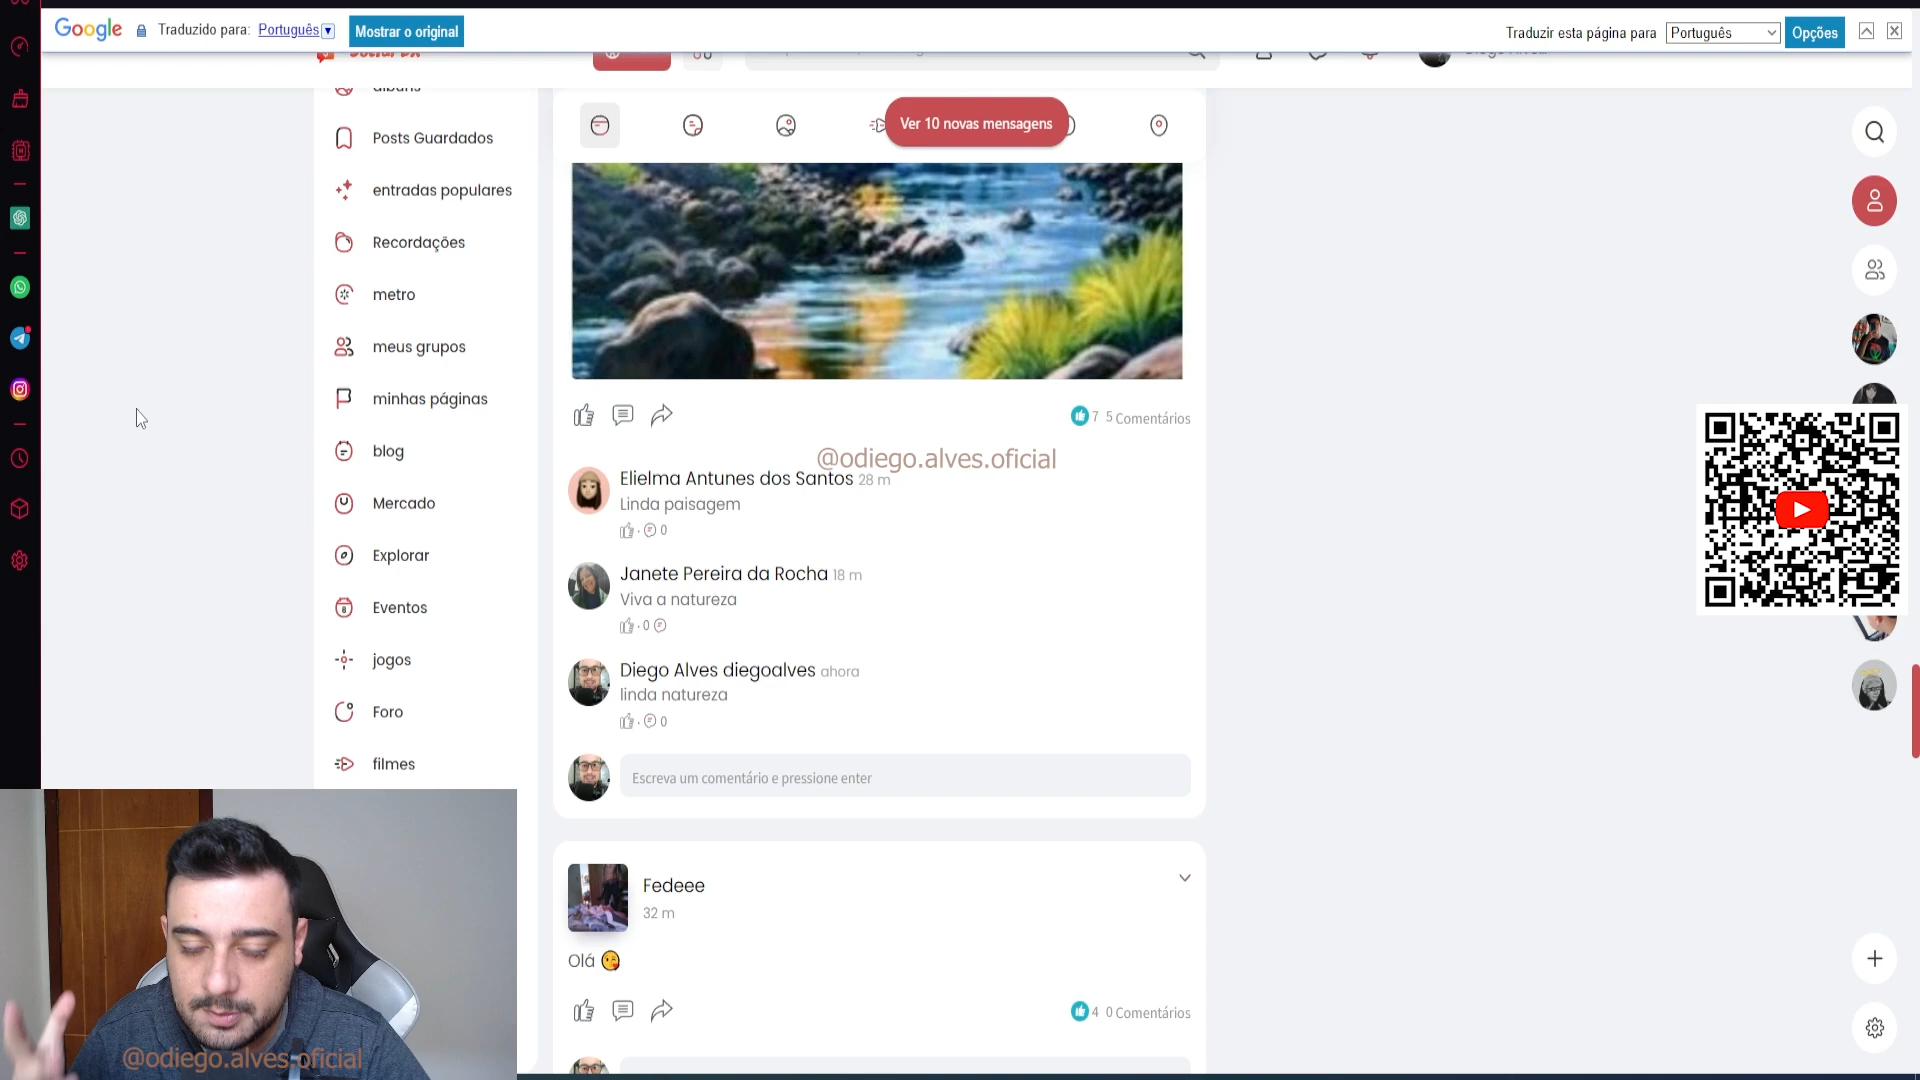 Google Traduzido para: Português Mostrar o original
Traduzir esta página para Português Opções
Posts Guardados
entradas populares
Recordações
metro
meus grupos
minhas páginas
blog
Mercado
Explorar
Eventos
jogos
Foro
filmes
Ver 10 novas mensagens
7 5 Comentários
@odiego.alves.oficial
Elielma Antunes dos Santos 28 m
Linda paisagem
0
Janete Pereira da Rocha 18 m
Viva a natureza
0
Diego Alves diegoalves ahora
linda natureza
0
Escreva um comentário e pressione enter
Fedeee
32 m
Olá
4 0 Comentários
@odiego.alves.oficial